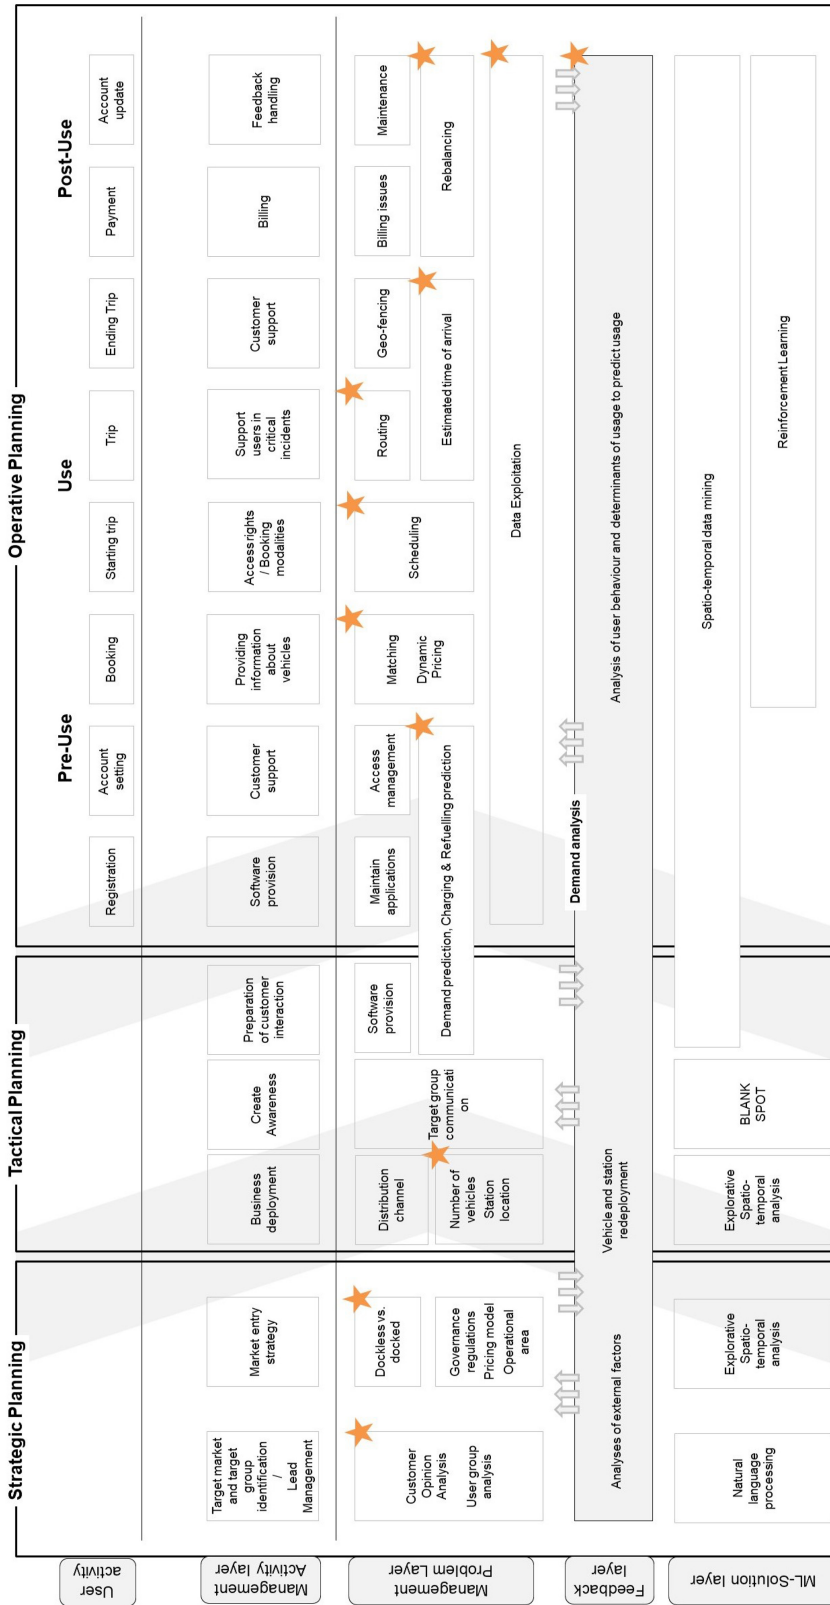 Strategic Planning
Tactical Planning
Operative Planning
Pre-Use
Use
Post-Use
User
activity
Registration
Account
setting
Booking
Starting trip
Trip
Ending Trip
Payment
Account
update
Management
Activity layer
Target market
and target
group
identification
/
Lead
Management
Market entry
strategy
Business
deployment
Create
Awareness
Preparation
of customer
interaction
Software
provision
Customer
support
Providing
information
about
vehicles
Access rights
/ Booking
modalities
Support
users in
critical
incidents
Customer
support
Billing
Feedback
handling
Management
Problem Layer
Customer
Opinion
Analysis
User group
analysis
Dockless vs.
docked
Governance
regulations
Pricing model
Operational
area
Distribution
channel
Number of
vehicles
Station
location
Target group
communicati
on
Software
provision
Maintain
applications
Access
management
Demand prediction, Charging & Refuelling prediction
Matching
Dynamic
Pricing
Scheduling
Routing
Geo-fencing
Estimated time of arrival
Billing issues
Maintenance
Rebalancing
Data Exploitation
Feedback
layer
Demand analysis
Analyses of external factors
Vehicle and station
redeployment
Analysis of user behaviour and determinants of usage to predict usage
ML-Solution layer
Natural
language
processing
Explorative
Spatio-
temporal
analysis
Explorative
Spatio-
temporal
analysis
BLANK
SPOT
Spatio-temporal data mining
Reinforcement Learning